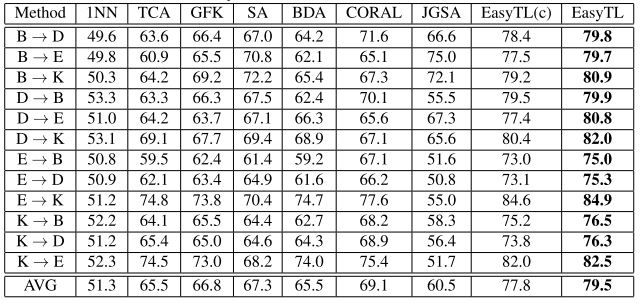 Method 1NN TCA GFK SA BDA CORAL JGSA EasyTL(c) EasyTL
B → D 49.6 63.6 66.4 67.0 64.2 71.6 66.6 78.4 79.8
B → E 49.8 60.9 65.5 70.8 62.1 65.1 75.0 77.5 79.7
B → K 50.3 64.2 69.2 72.2 65.4 67.3 72.1 79.2 80.9
D → B 53.3 63.3 66.3 67.5 62.4 70.1 55.5 79.5 79.9
D → E 51.0 64.2 63.7 67.1 66.3 65.6 67.3 77.4 80.8
D → K 53.1 69.1 67.7 69.4 68.9 67.1 65.6 80.4 82.0
E → B 50.8 59.5 62.4 61.4 59.2 67.1 51.6 73.0 75.0
E → D 50.9 62.1 63.4 64.9 61.6 66.2 50.8 73.1 75.3
E → K 51.2 74.8 73.8 70.4 74.7 77.6 55.0 84.6 84.9
K → B 52.2 64.1 65.5 64.4 62.7 68.2 58.3 75.2 76.5
K → D 51.2 65.4 65.0 64.6 64.3 68.9 56.4 73.8 76.3
K → E 52.3 74.5 73.0 68.2 74.0 75.4 51.7 82.0 82.5
AVG 51.3 65.5 66.8 67.3 65.5 69.1 60.5 77.8 79.5